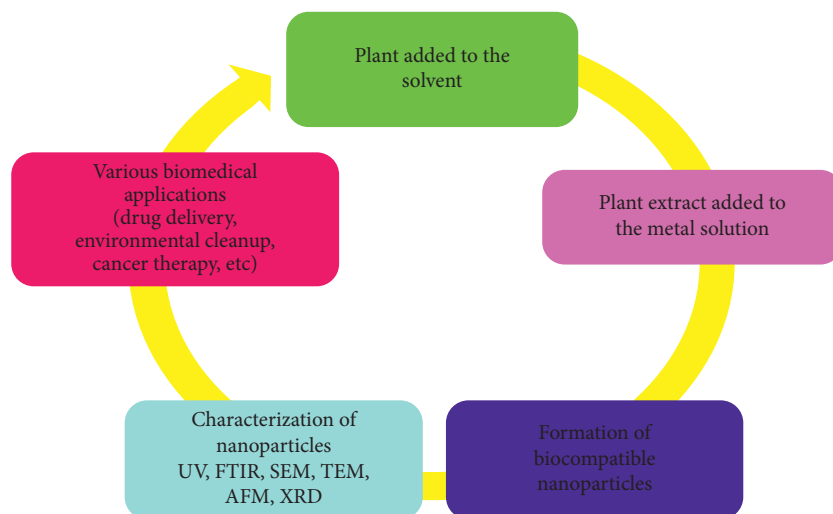 Plant added to the
solvent
Plant extract added to
the metal solution
Formation of
biocompatible
nanoparticles
Characterization of
nanoparticles
UV, FTIR, SEM, TEM,
AFM, XRD
Various biomedical
applications
(drug delivery,
environmental cleanup,
cancer therapy, etc)